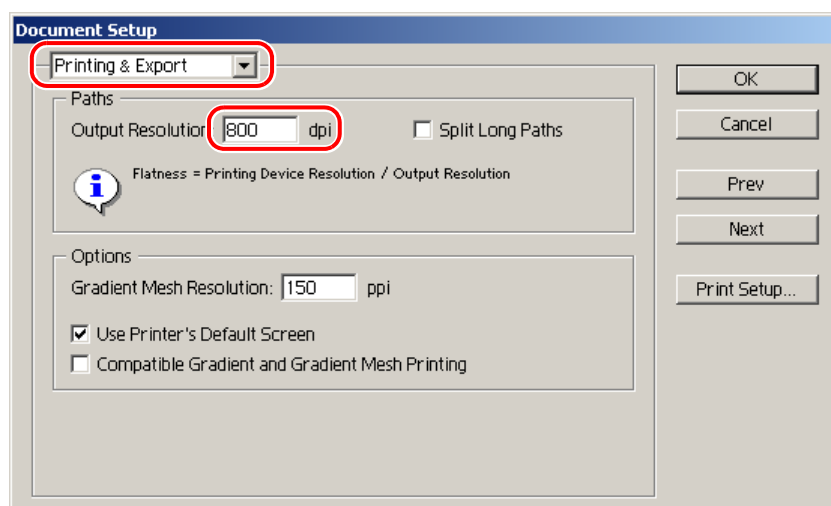 Document Setup
Printing & Export
Paths
Output Resolution: 800 dpi
Split Long Paths
Flatness = Printing Device Resolution / Output Resolution
Options
Gradient Mesh Resolution: 150 ppi
Use Printer's Default Screen
Compatible Gradient and Gradient Mesh Printing
OK
Cancel
Prev
Next
Print Setup...